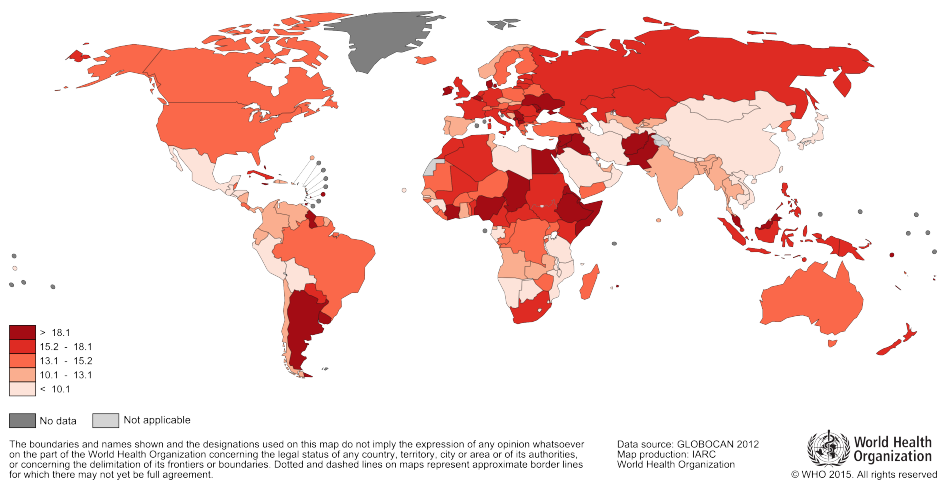 > 18.1
15.2 - 18.1
13.1 - 15.2
10.1 - 13.1
< 10.1
No data
Not applicable
The boundaries and names shown and the designations used on this map do not imply the expression of any opinion whatsoever
on the part of the World Health Organization concerning the legal status of any country, territory, city or area or of its authorities,
or concerning the delimitation of its frontiers or boundaries. Dotted and dashed lines on maps represent approximate border lines
for which there may not yet be full agreement.
Data source: GLOBOCAN 2012
Map production: IARC
World Health Organization
World Health
Organization
© WHO 2015. All rights reserved